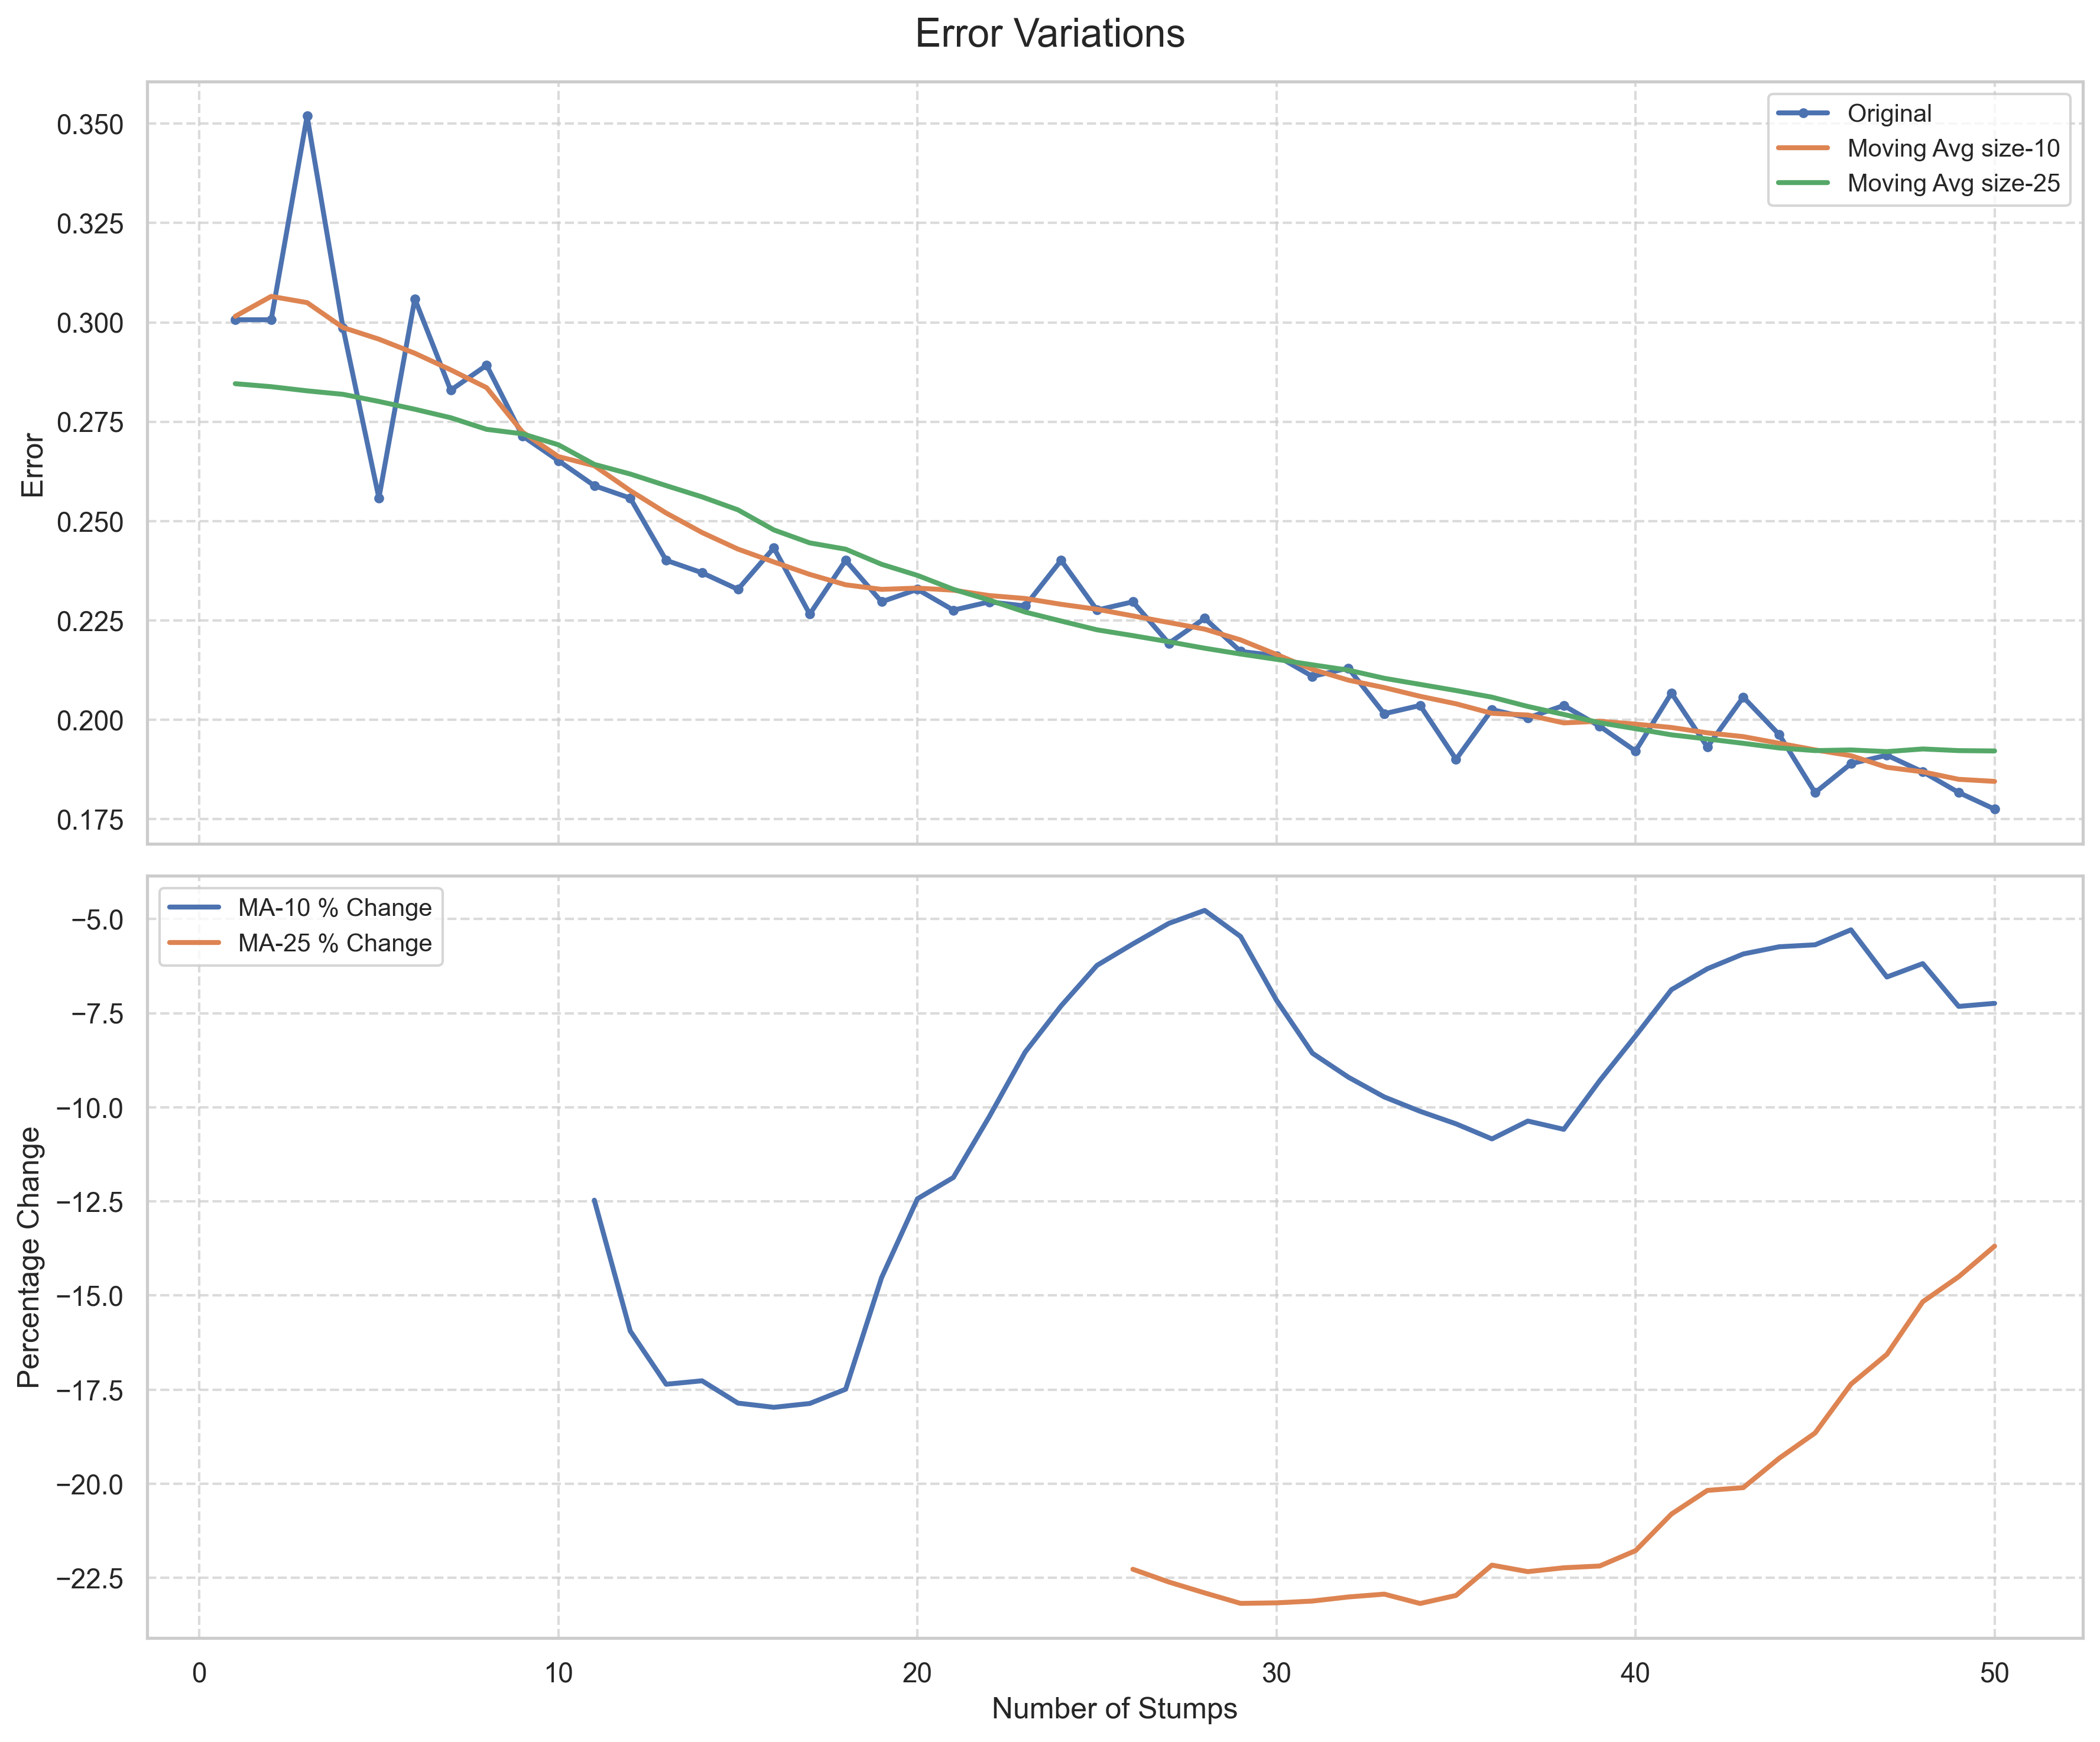 Error Variations
Error
0.350
0.325
0.300
0.275
0.250
0.225
0.200
0.175
Original
Moving Avg size-10
Moving Avg size-25
Percentage Change
−5.0
−7.5
−10.0
−12.5
−15.0
−17.5
−20.0
−22.5
MA-10 % Change
MA-25 % Change
0 10 20 30 40 50
Number of Stumps